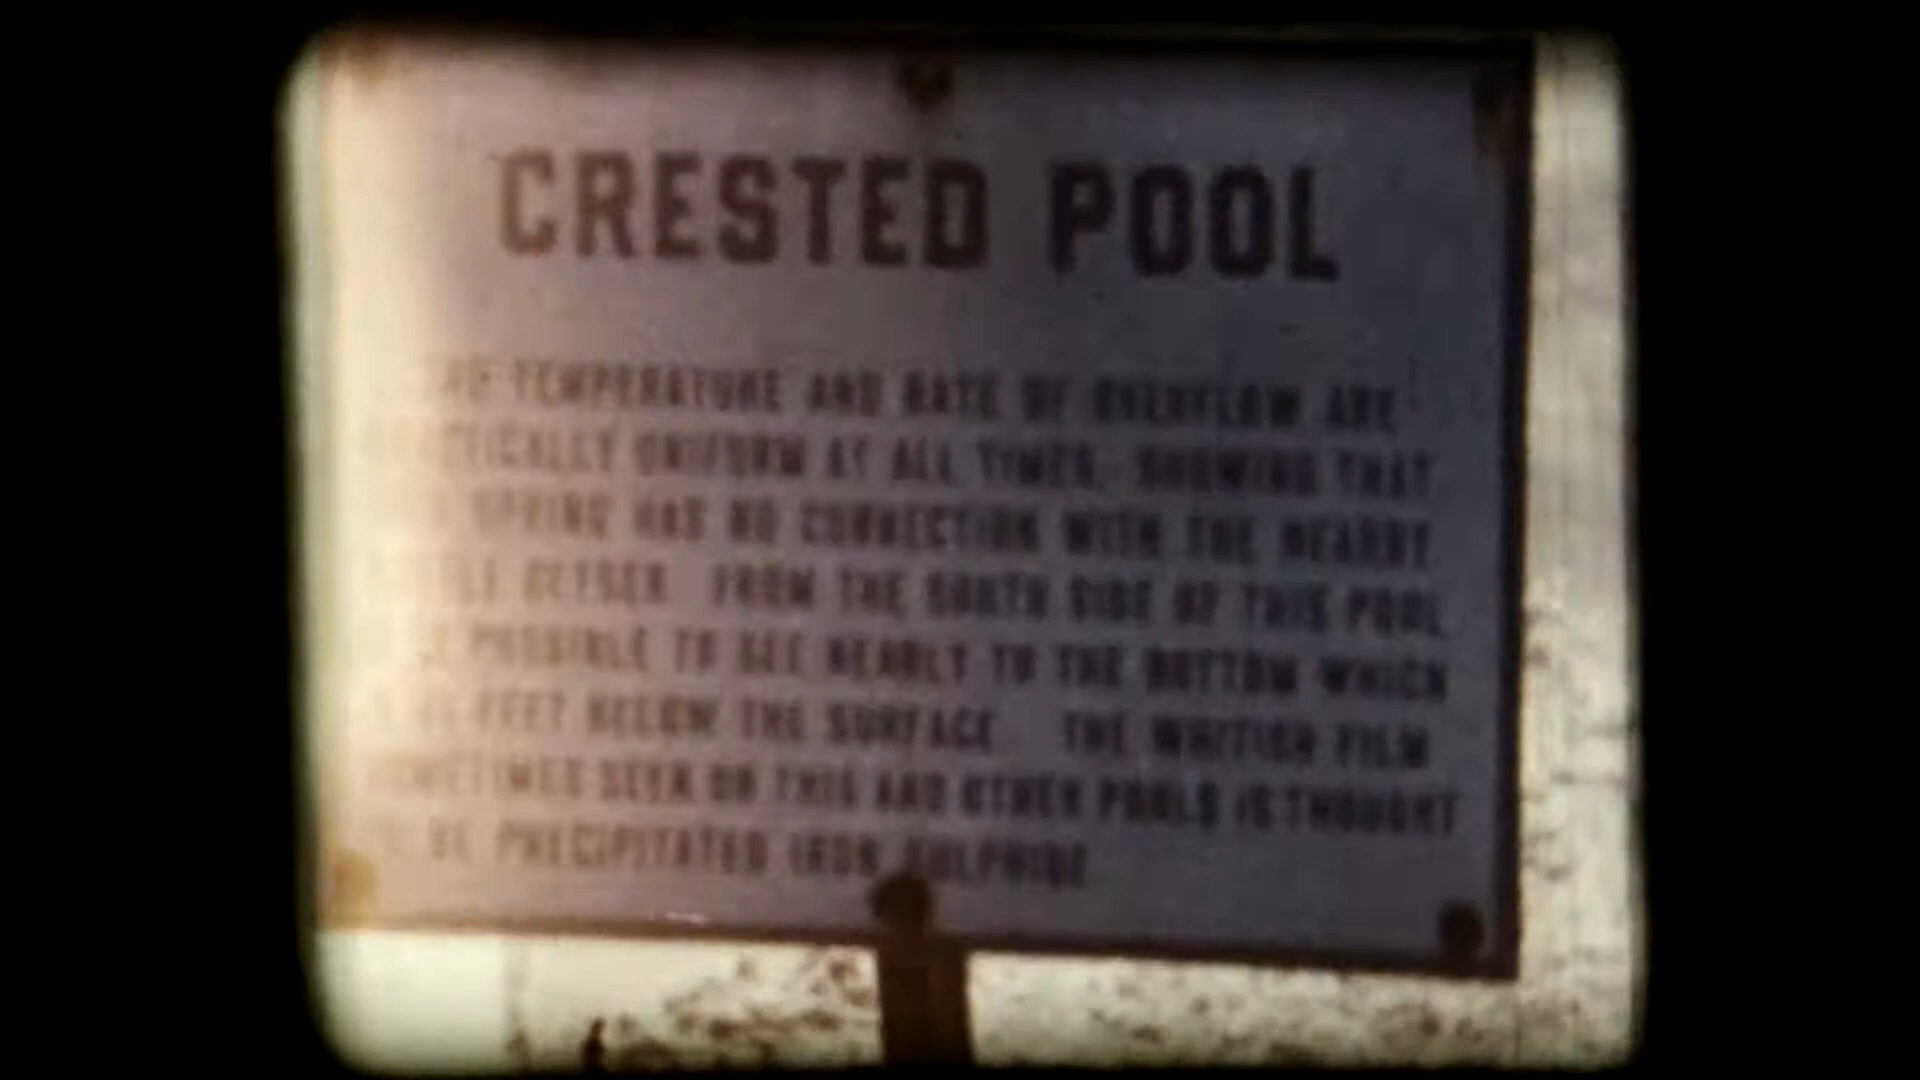 CRESTED POOL
TEMPERATURE AND RATE OF OVERFLOW ARE
UNIFORM AT ALL TIMES, SHOWING THAT
SPRING HAS NO CONNECTION WITH THE NEARBY
GEYSER FROM THE SOUTH SIDE OF THIS POOL
POSSIBLE TO SEE NEARLY TO THE BOTTOM WHICH
FEET BELOW THE SURFACE THE WHITISH FILM
SOMETIMES SEEN ON THIS AND OTHER POOLS IS THOUGHT
BE PRECIPITATED IRON SULPHIDE